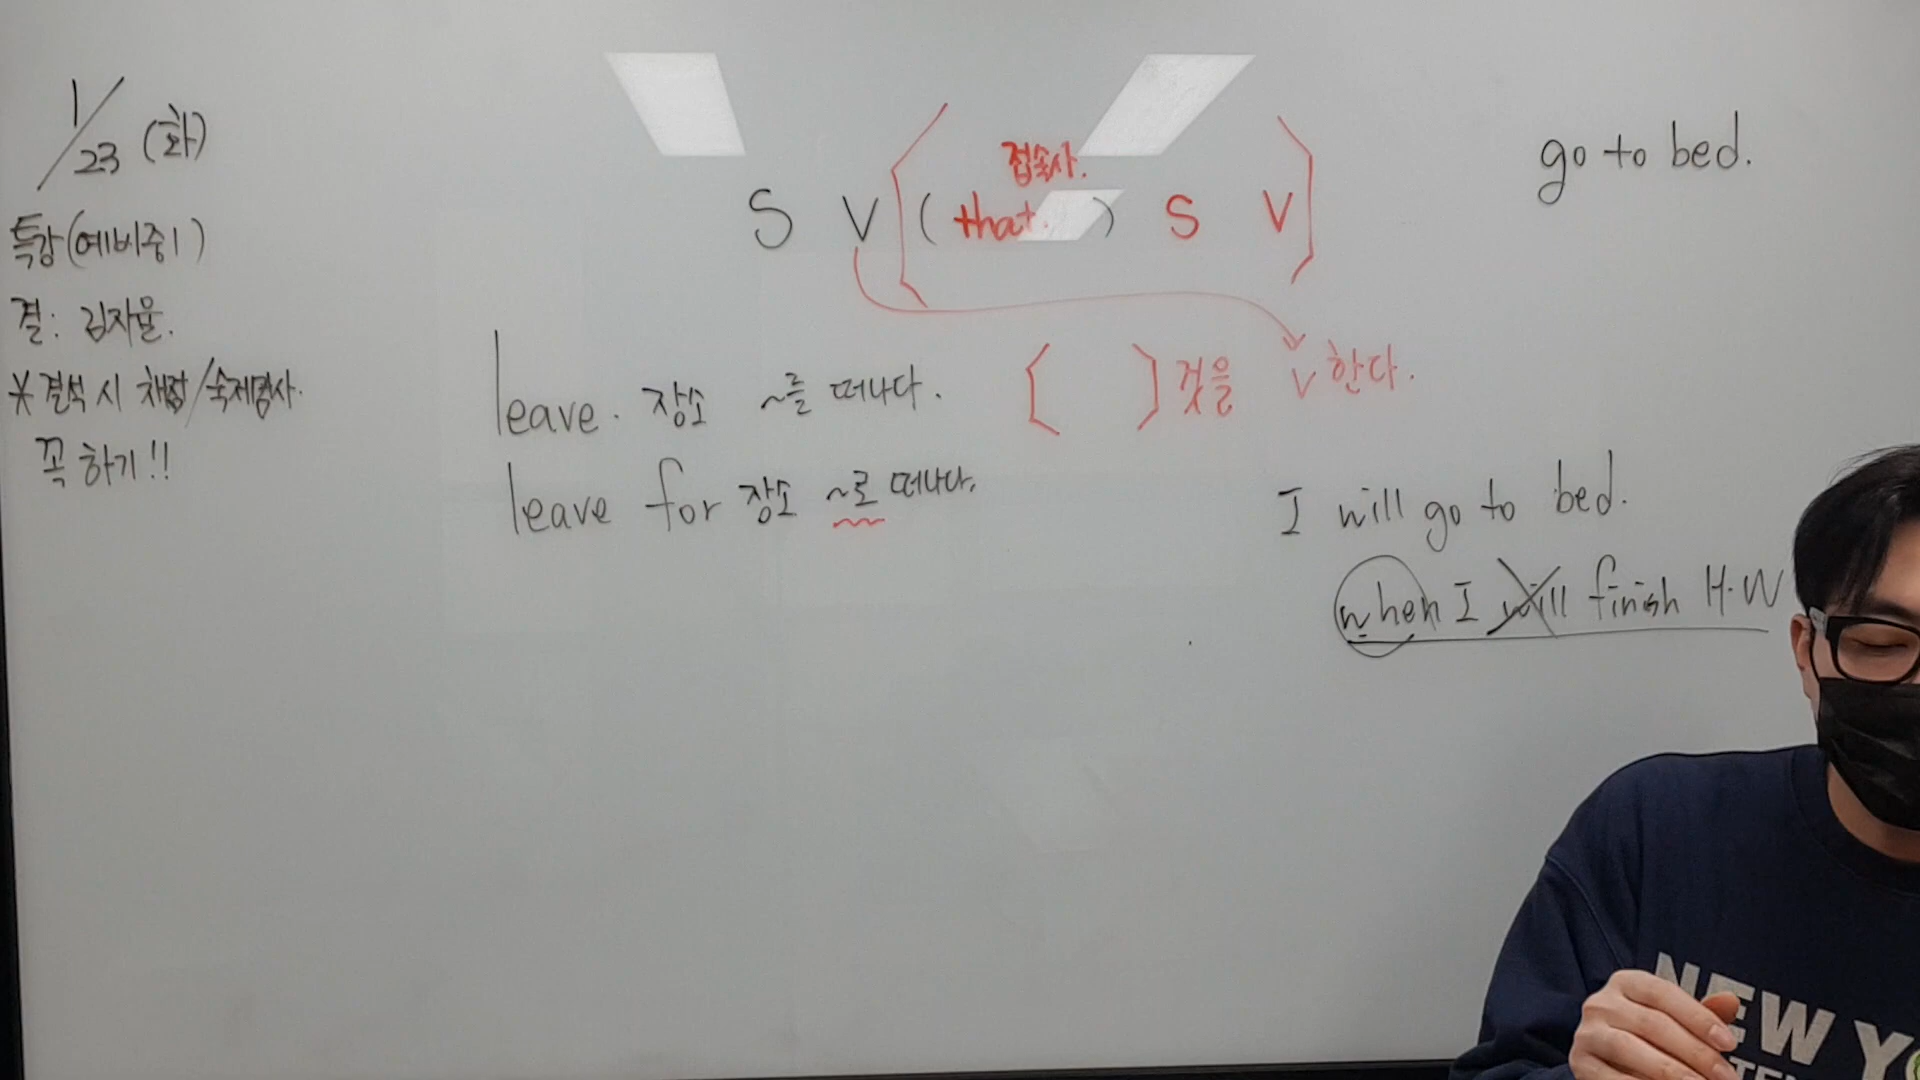 1/23 (화)
특강(예비중1)
결: 김자율.
* 결석 시 채점/숙제검사.
꼭 하기!!
접속사.
S V ( that. ) S V
[ ] 것을 V한다.
leave. 장소 ~를 떠나다.
leave for 장소 ~로 떠나다.
go to bed.
I will go to bed.
when I will finish H.W
NEW Y